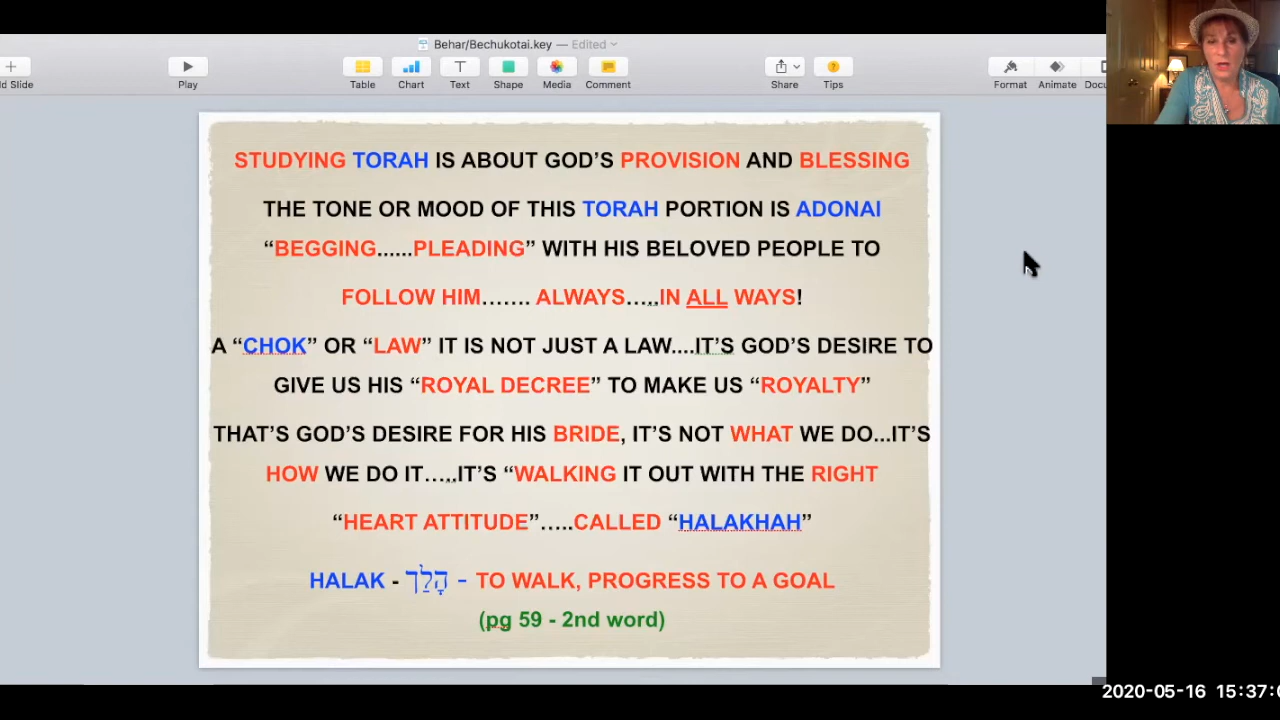 Behar/Bechukotai.key — Edited
d Slide
Play
Table
Chart
Text
Shape
Media
Comment
Share
Tips
Format
Animate
Docu
STUDYING TORAH IS ABOUT GOD’S PROVISION AND BLESSING
THE TONE OR MOOD OF THIS TORAH PORTION IS ADONAI
“BEGGING......PLEADING” WITH HIS BELOVED PEOPLE TO
FOLLOW HIM....... ALWAYS.....IN ALL WAYS!
A “CHOK” OR “LAW” IT IS NOT JUST A LAW....IT’S GOD’S DESIRE TO
GIVE US HIS “ROYAL DECREE” TO MAKE US “ROYALTY”
THAT’S GOD’S DESIRE FOR HIS BRIDE, IT’S NOT WHAT WE DO...IT’S
HOW WE DO IT.....IT’S “WALKING IT OUT WITH THE RIGHT
“HEART ATTITUDE”.....CALLED “HALAKHAH”
HALAK - הָלַךְ - TO WALK, PROGRESS TO A GOAL
(pg 59 - 2nd word)
2020-05-16 15:37:0